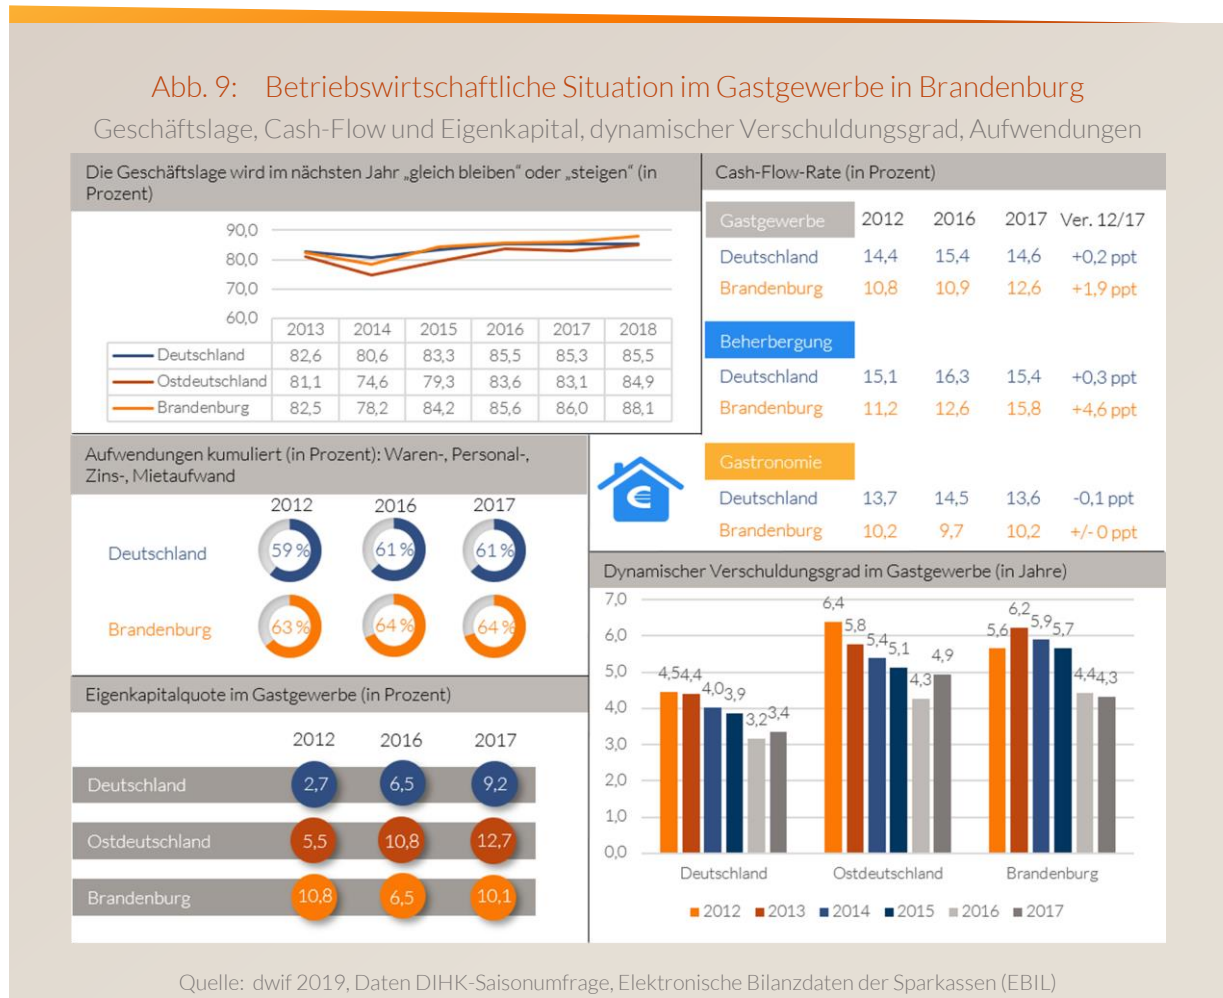 Abb. 9: Betriebswirtschaftliche Situation im Gastgewerbe in Brandenburg
Geschäftslage, Cash-Flow und Eigenkapital, dynamischer Verschuldungsgrad, Aufwendungen
Die Geschäftslage wird im nächsten Jahr „gleich bleiben“ oder „steigen“ (in
Prozent)
90,0
80,0
70,0
60,0
2013 2014 2015 2016 2017 2018
Deutschland 82,6 80,6 83,3 85,5 85,3 85,5
Ostdeutschland 81,1 74,6 79,3 83,6 83,1 84,9
Brandenburg 82,5 78,2 84,2 85,6 86,0 88,1
Cash-Flow-Rate (in Prozent)
Gastgewerbe 2012 2016 2017 Ver. 12/17
Deutschland 14,4 15,4 14,6 +0,2 ppt
Brandenburg 10,8 10,9 12,6 +1,9 ppt
Beherbergung
Deutschland 15,1 16,3 15,4 +0,3 ppt
Brandenburg 11,2 12,6 15,8 +4,6 ppt
Gastronomie
Deutschland 13,7 14,5 13,6 -0,1 ppt
Brandenburg 10,2 9,7 10,2 +/- 0 ppt
Aufwendungen kumuliert (in Prozent): Waren-, Personal-,
Zins-, Mietaufwand
2012 2016 2017
Deutschland 59 % 61 % 61 %
Brandenburg 63 % 64 % 64 %
€
Eigenkapitalquote im Gastgewerbe (in Prozent)
2012 2016 2017
Deutschland 2,7 6,5 9,2
Ostdeutschland 5,5 10,8 12,7
Brandenburg 10,8 6,5 10,1
Dynamischer Verschuldungsgrad im Gastgewerbe (in Jahre)
7,0
6,0
5,0
4,0
3,0
2,0
1,0
0,0
4,5 4,4 4,0 3,9 3,2 3,4
6,4 5,8 5,4 5,1 4,3 4,9
5,6 6,2 5,9 5,7 4,4 4,3
Deutschland Ostdeutschland Brandenburg
2012 2013 2014 2015 2016 2017
Quelle: dwif 2019, Daten DIHK-Saisonumfrage, Elektronische Bilanzdaten der Sparkassen (EBIL)